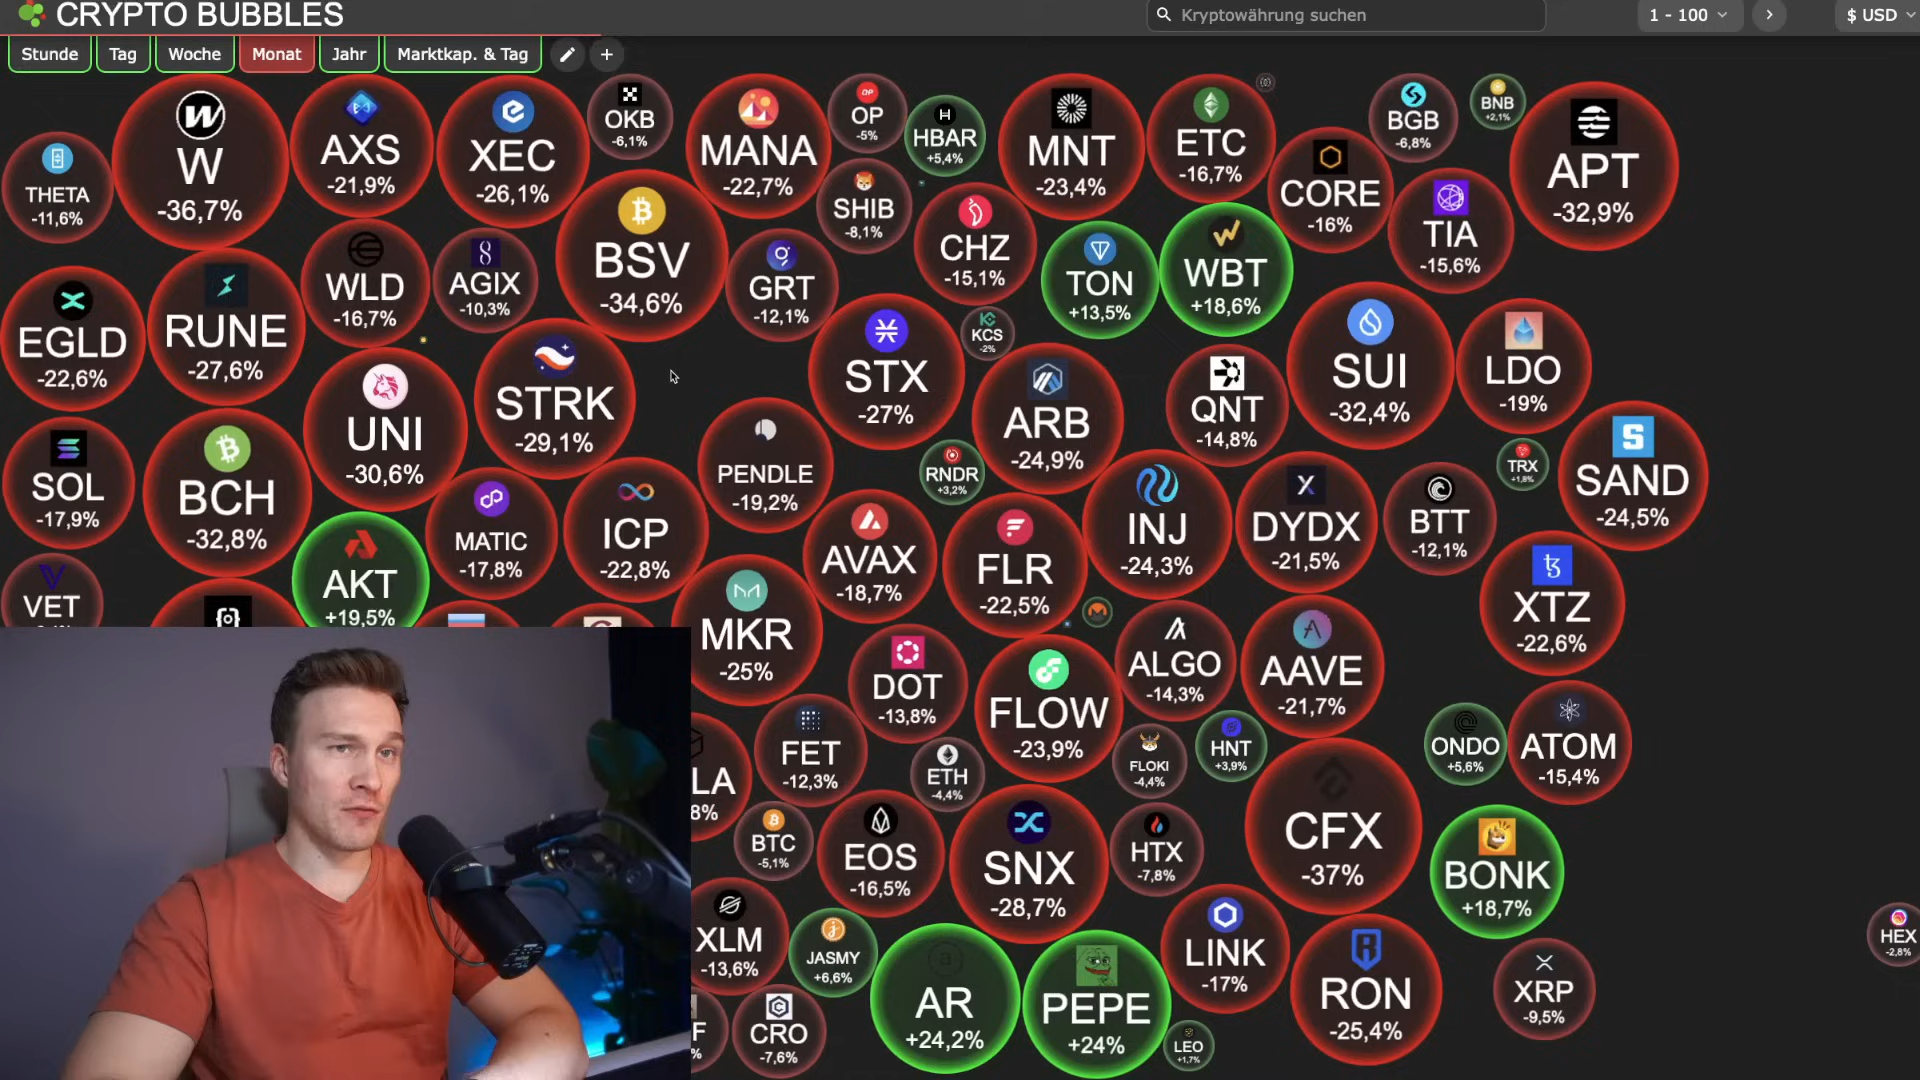 CRYPTO BUBBLES
Kryptowährung suchen
1 - 100
$ USD
Stunde
Tag
Woche
Monat
Jahr
Marktkap. & Tag
THETA
-11,6%
W
-36,7%
AXS
-21,9%
XEC
-26,1%
OKB
-6,1%
MANA
-22,7%
OP
-5%
HBAR
+5,4%
MNT
-23,4%
ETC
-16,7%
BGB
-6,8%
BNB
+2,1%
APT
-32,9%
CORE
-16%
TIA
-15,6%
SHIB
-8,1%
CHZ
-15,1%
TON
+13,5%
WBT
+18,6%
EGLD
-22,6%
RUNE
-27,6%
WLD
-16,7%
AGIX
-10,3%
BSV
-34,6%
GRT
-12,1%
STX
-27%
KCS
-2%
SUI
-32,4%
LDO
-19%
UNI
-30,6%
STRK
-29,1%
ARB
-24,9%
QNT
-14,8%
SOL
-17,9%
BCH
-32,8%
PENDLE
-19,2%
RNDR
+3,2%
TRX
+1,8%
SAND
-24,5%
MATIC
-17,8%
ICP
-22,8%
AVAX
-18,7%
FLR
-22,5%
INJ
-24,3%
DYDX
-21,5%
BTT
-12,1%
VET
AKT
+19,5%
XTZ
-22,6%
MKR
-25%
DOT
-13,8%
FLOW
-23,9%
ALGO
-14,3%
AAVE
-21,7%
LA
8%
FET
-12,3%
ETH
-4,4%
FLOKI
-4,4%
HNT
+3,9%
ONDO
+5,6%
ATOM
-15,4%
BTC
-5,1%
EOS
-16,5%
SNX
-28,7%
HTX
-7,8%
CFX
-37%
BONK
+18,7%
XLM
-13,6%
JASMY
+6,6%
AR
+24,2%
PEPE
+24%
LINK
-17%
RON
-25,4%
XRP
-9,5%
HEX
-2,8%
F
%
CRO
-7,6%
LEO
+1,7%